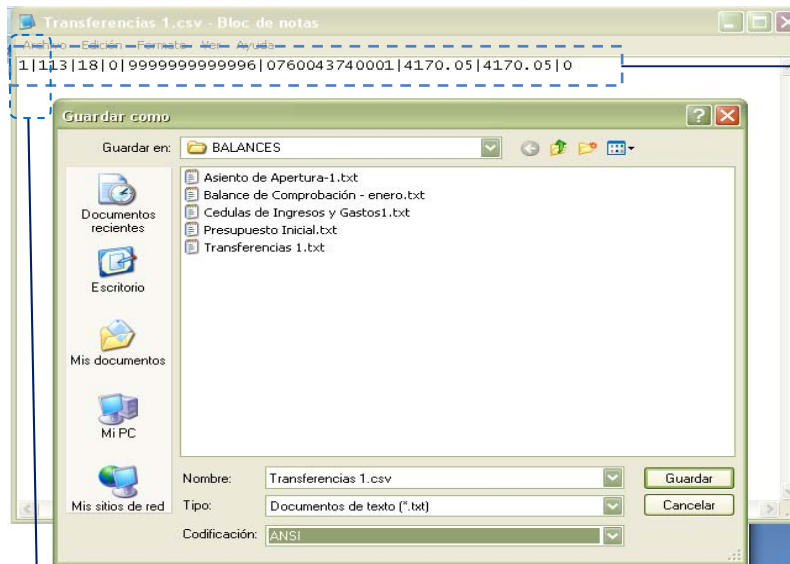 Transferencias 1.csv - Bloc de notas
Archivo Edición Formato Ver Ayuda
1|113|18|0|9999999999996|0760043740001|4170.05|4170.05|0
Guardar como
Guardar en:
BALANCES
Asiento de Apertura-1.txt
Balance de Comprobación - enero.txt
Cedulas de Ingresos y Gastos1.txt
Presupuesto Inicial.txt
Transferencias 1.txt
Documentos
recientes
Escritorio
Mis documentos
Mi PC
Mis sitios de red
Nombre:
Transferencias 1.csv
Guardar
Tipo:
Documentos de texto (*.txt)
Cancelar
Codificación:
ANSI